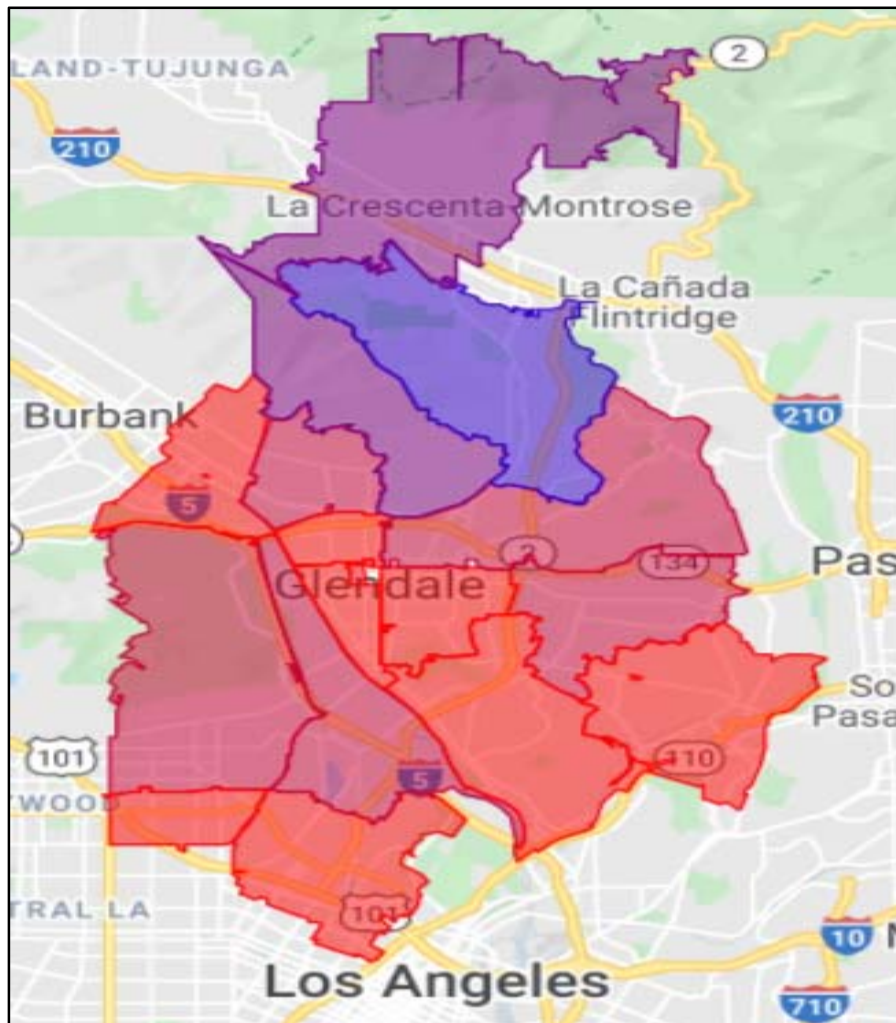 2
LAND-TUJUNGA
210
La Crescenta-Montrose
La Cañada
lintridge
Burbank
210
5
2
134
Pas
Glendale
So
Pasa
101
110
5
WOOD
101
TRAL LA
10
N
Los Angeles
710